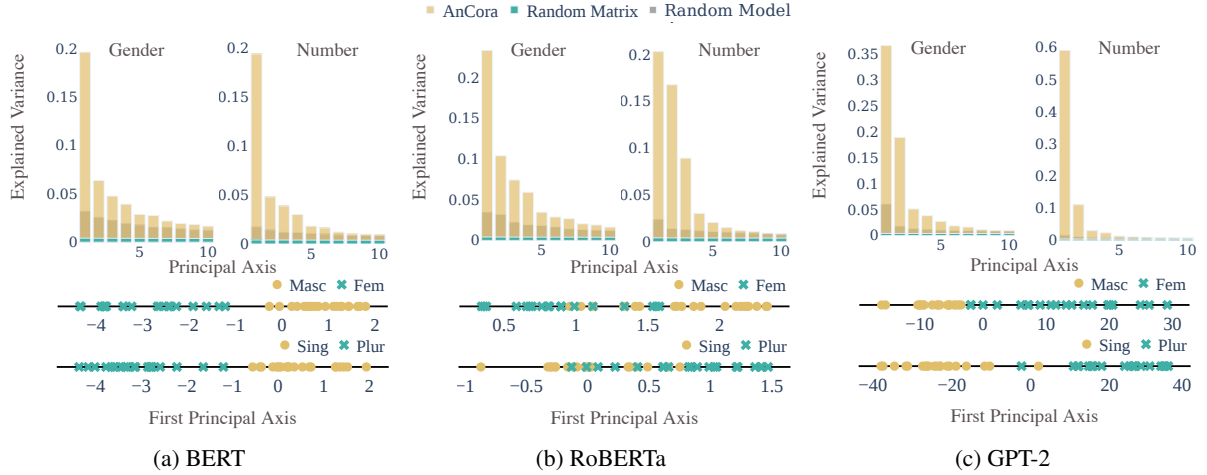 AnCora Random Matrix Random Model
Gender Number
0.2 0.15 0.1 0.05 0
0.2 0.15 0.1 0.05 0
Explained Variance
5 10 5 10
Principal Axis
Masc Fem
−4 −3 −2 −1 0 1 2
Sing Plur
−4 −3 −2 −1 0 1 2
First Principal Axis
(a) BERT
Gender Number
0.2 0.15 0.1 0.05 0
0.2 0.15 0.1 0.05 0
Explained Variance
5 10 5 10
Principal Axis
Masc Fem
0.5 1 1.5 2
Sing Plur
−1 −0.5 0 0.5 1 1.5
First Principal Axis
(b) RoBERTa
Gender Number
0.35 0.3 0.25 0.2 0.15 0.1 0.05 0
0.6 0.5 0.4 0.3 0.2 0.1 0
Explained Variance
5 10 5 10
Principal Axis
Masc Fem
−10 0 10 20 30
Sing Plur
−40 −20 0 20 40
First Principal Axis
(c) GPT-2